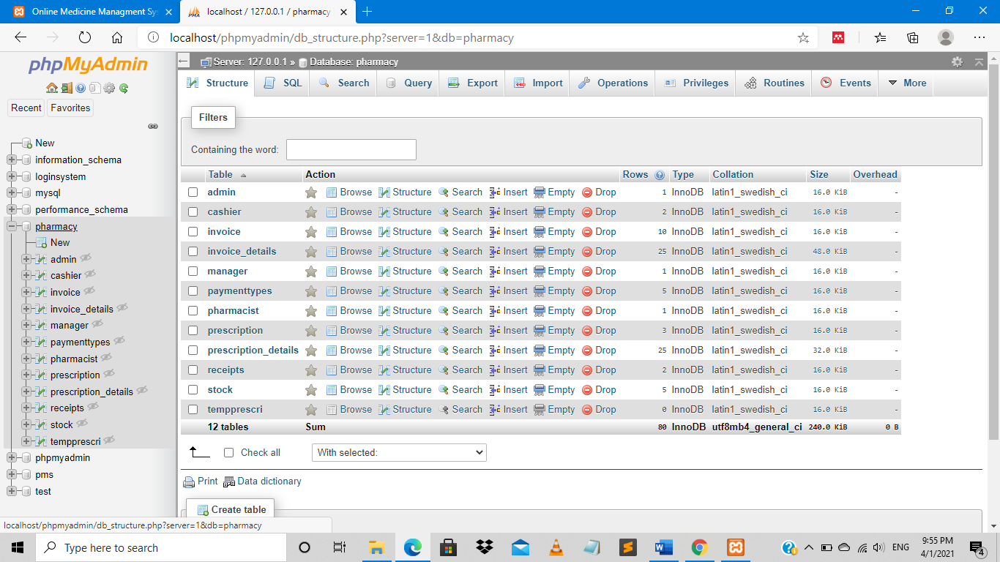 Online Medicine Managment Sy
localhost / 127.0.0.1 / pharmacy
localhost/phpmyadmin/db_structure.php?server=1&db=pharmacy
phpMyAdmin
Recent Favorites
New
information_schema
loginsystem
mysql
performance_schema
pharmacy
New
admin
cashier
invoice
invoice_details
manager
paymenttypes
pharmacist
prescription
prescription_details
receipts
stock
tempprescri
phpmyadmin
pms
test
Server: 127.0.0.1 » Database: pharmacy
Structure SQL Search Query Export Import Operations Privileges Routines Events More
Filters
Containing the word:
Table Action Rows Type Collation Size Overhead
admin Browse Structure Search Insert Empty Drop 1 InnoDB latin1_swedish_ci 16.0 KiB -
cashier Browse Structure Search Insert Empty Drop 2 InnoDB latin1_swedish_ci 16.0 KiB -
invoice Browse Structure Search Insert Empty Drop 10 InnoDB latin1_swedish_ci 16.0 KiB -
invoice_details Browse Structure Search Insert Empty Drop 25 InnoDB latin1_swedish_ci 48.0 KiB -
manager Browse Structure Search Insert Empty Drop 1 InnoDB latin1_swedish_ci 16.0 KiB -
paymenttypes Browse Structure Search Insert Empty Drop 5 InnoDB latin1_swedish_ci 16.0 KiB -
pharmacist Browse Structure Search Insert Empty Drop 1 InnoDB latin1_swedish_ci 16.0 KiB -
prescription Browse Structure Search Insert Empty Drop 3 InnoDB latin1_swedish_ci 16.0 KiB -
prescription_details Browse Structure Search Insert Empty Drop 25 InnoDB latin1_swedish_ci 32.0 KiB -
receipts Browse Structure Search Insert Empty Drop 2 InnoDB latin1_swedish_ci 16.0 KiB -
stock Browse Structure Search Insert Empty Drop 5 InnoDB latin1_swedish_ci 16.0 KiB -
tempprescri Browse Structure Search Insert Empty Drop 0 InnoDB latin1_swedish_ci 16.0 KiB -
12 tables Sum 80 InnoDB utf8mb4_general_ci 240.0 KiB 0 B
Check all With selected:
Print Data dictionary
Create table
localhost/phpmyadmin/db_structure.php?server=1&db=pharmacy
Type here to search
ENG
9:55 PM
4/1/2021
4